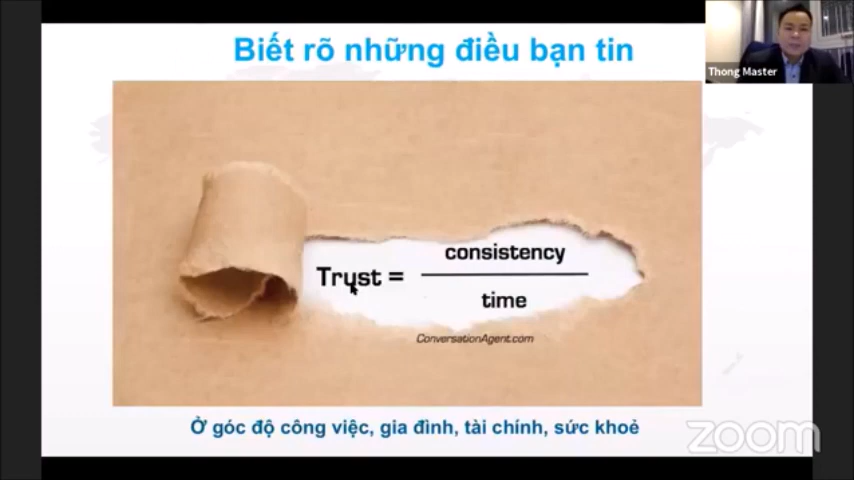 Biết rõ những điều bạn tin
Thong Master
Trust =
consistency
time
ConversationAgent.com
Ở góc độ công việc, gia đình, tài chính, sức khoẻ
zoom